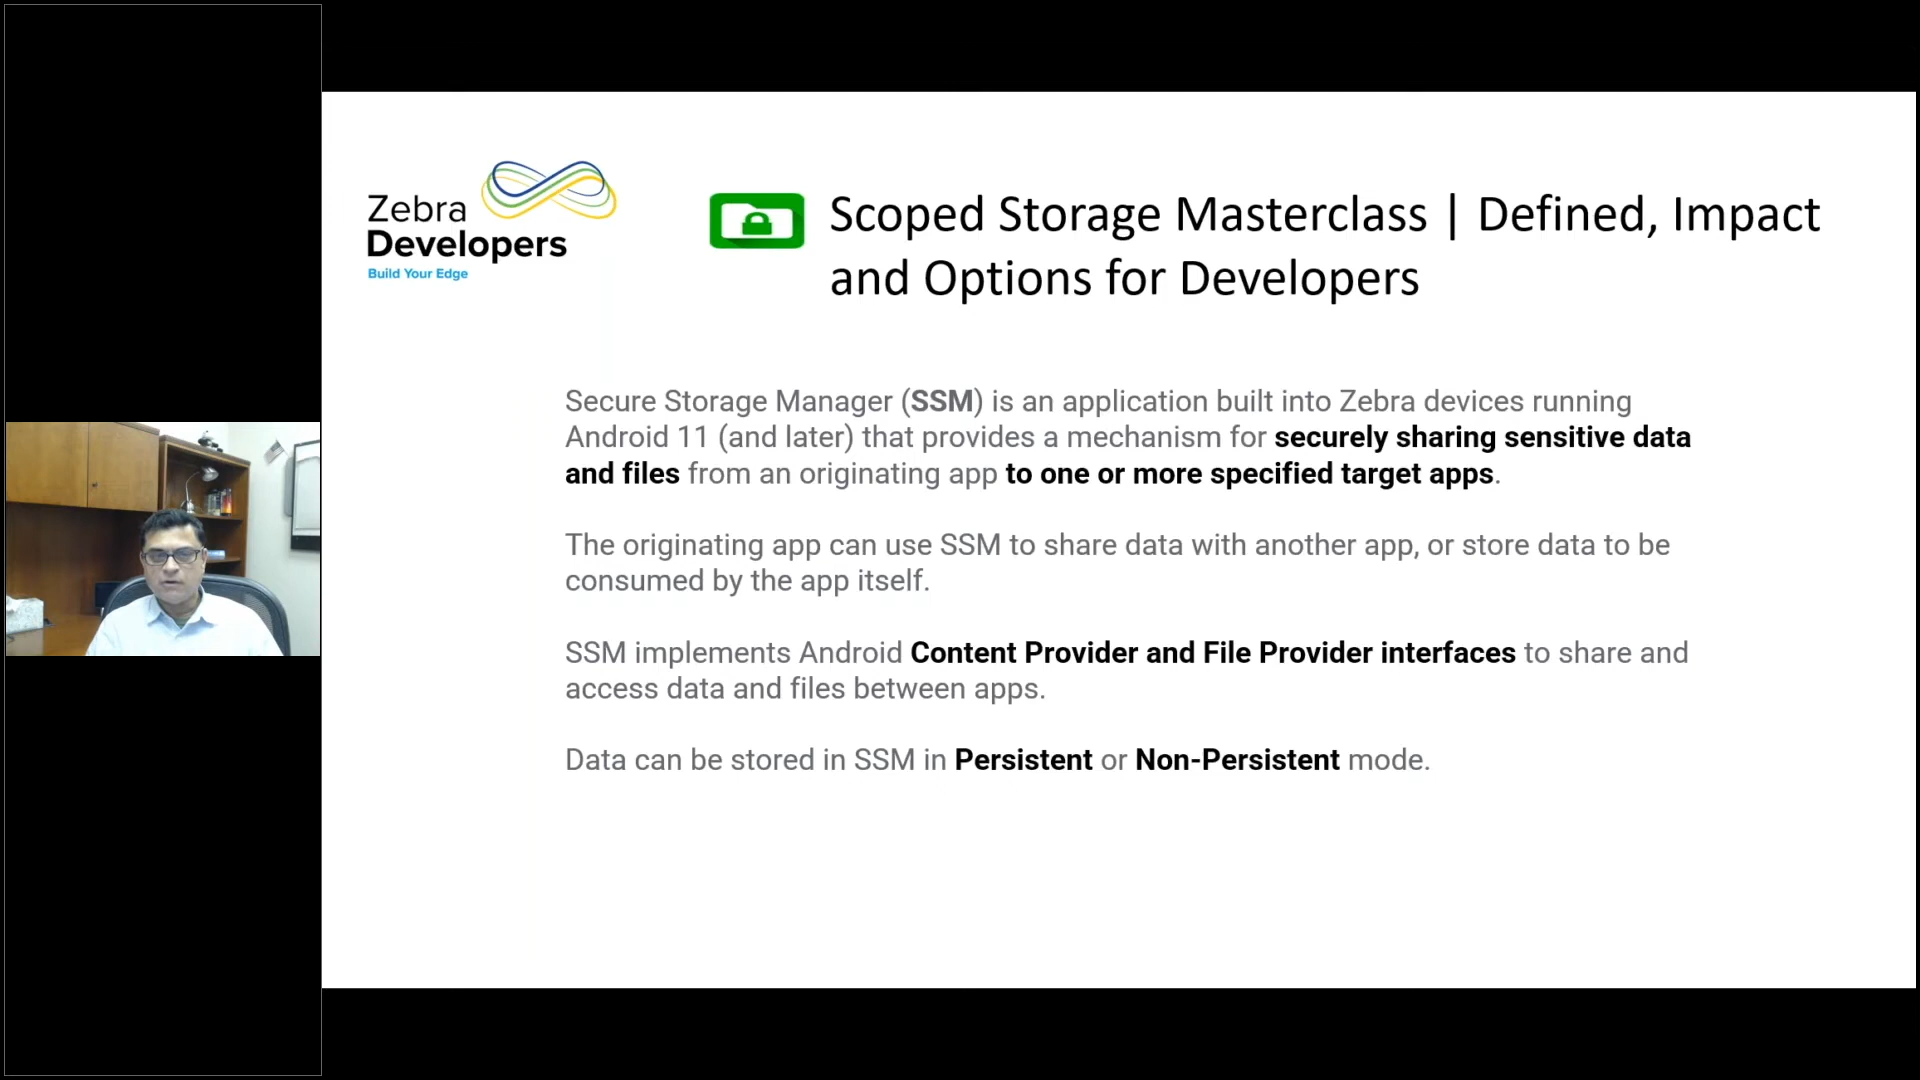 Zebra
Developers
Build Your Edge
Scoped Storage Masterclass | Defined, Impact
and Options for Developers
Secure Storage Manager (SSM) is an application built into Zebra devices running
Android 11 (and later) that provides a mechanism for securely sharing sensitive data
and files from an originating app to one or more specified target apps.
The originating app can use SSM to share data with another app, or store data to be
consumed by the app itself.
SSM implements Android Content Provider and File Provider interfaces to share and
access data and files between apps.
Data can be stored in SSM in Persistent or Non-Persistent mode.